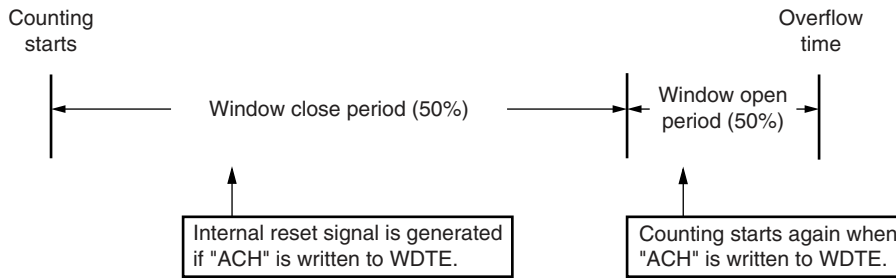 Counting
starts
Overflow
time
Window close period (50%)
Window open
period (50%)
Internal reset signal is generated
if "ACH" is written to WDTE.
Counting starts again when
"ACH" is written to WDTE.